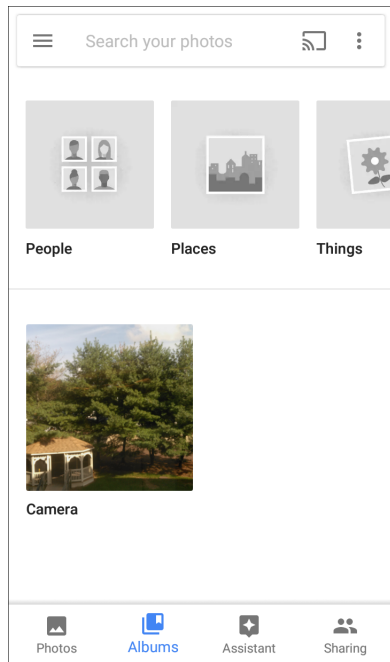 Search your photos
People
Places
Things
Camera
Photos
Albums
Assistant
Sharing